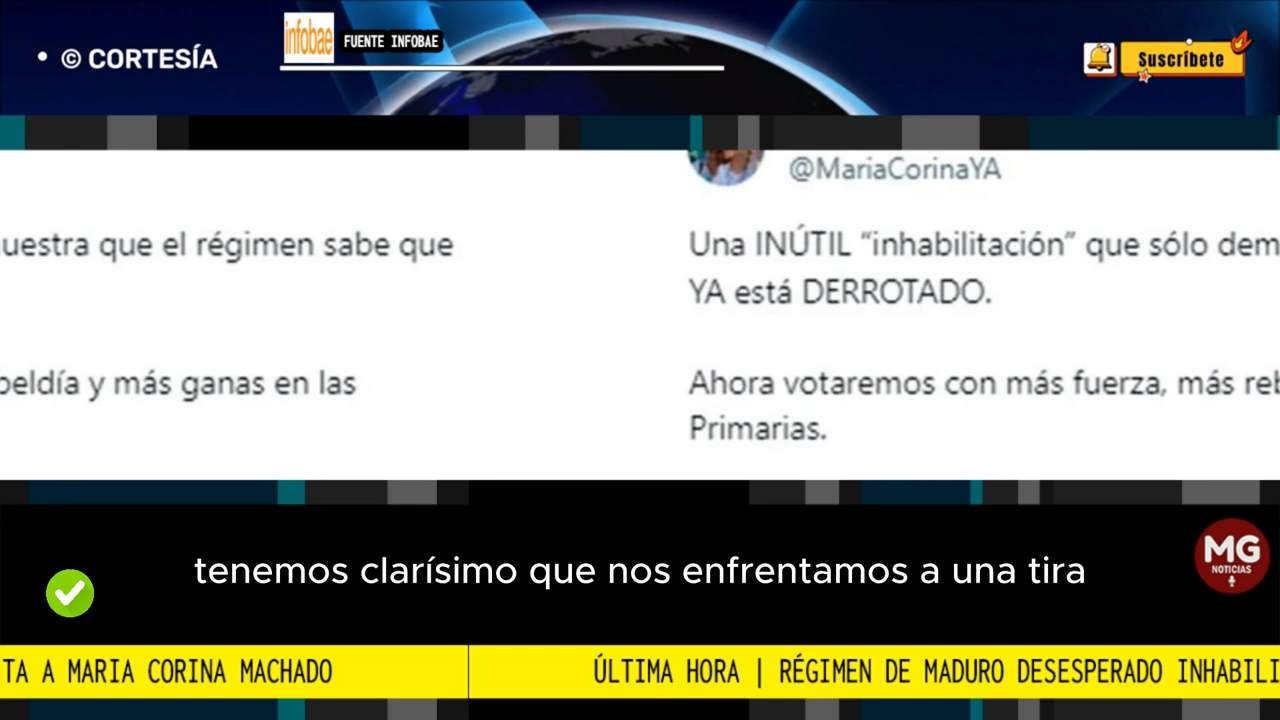 • © CORTESÍA
infobae
FUENTE INFOBAE
Suscríbete
@MariaCorinaYA
uestra que el régimen sabe que
Una INÚTIL “inhabilitación” que sólo dem
YA está DERROTADO.
beldía y más ganas en las
Ahora votaremos con más fuerza, más reb
Primarias.
tenemos clarísimo que nos enfrentamos a una tira
MG
NOTICIAS
TA A MARIA CORINA MACHADO
ÚLTIMA HORA | RÉGIMEN DE MADURO DESESPERADO INHABILI